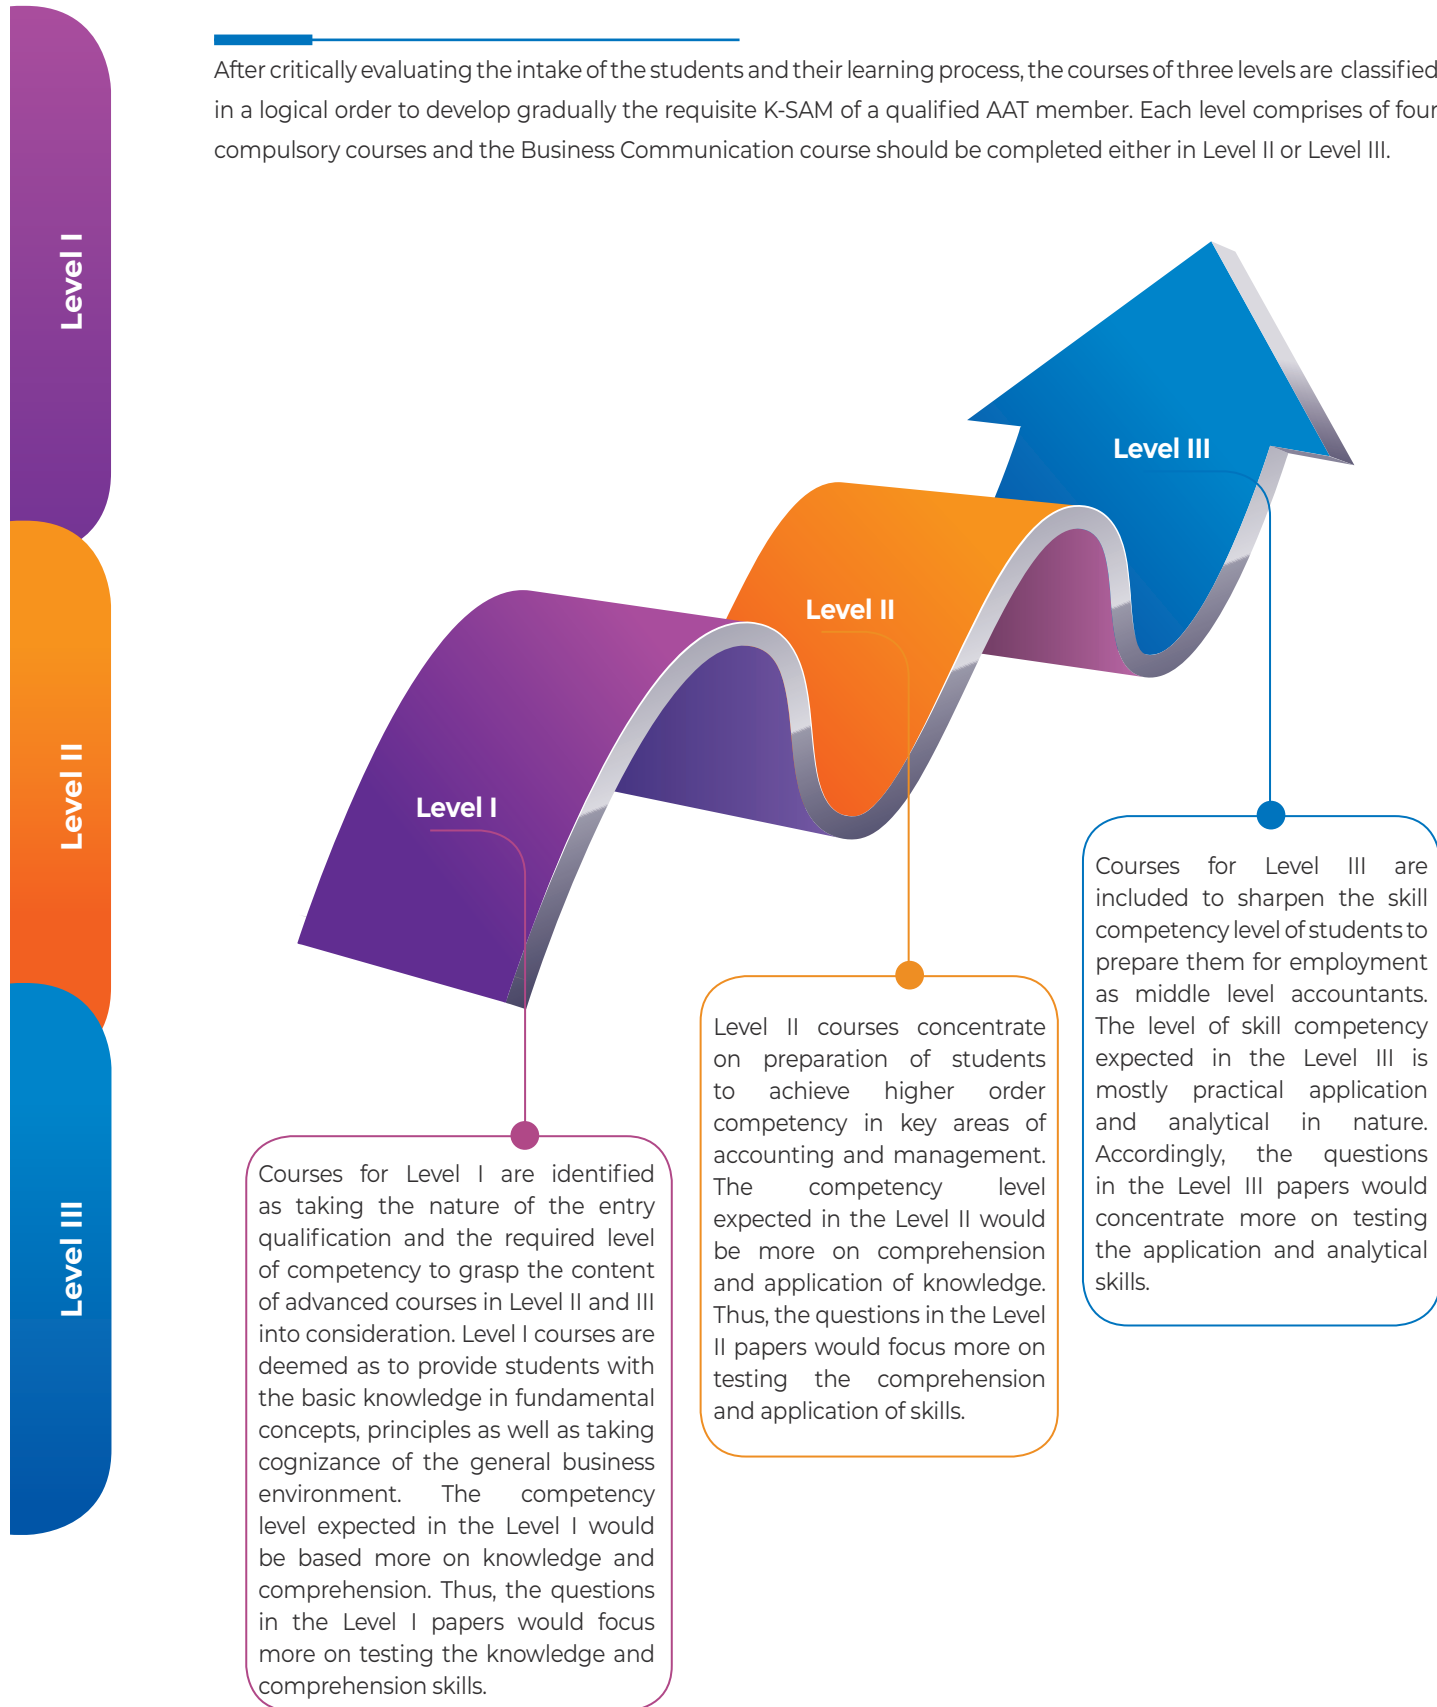 After critically evaluating the intake of the students and their learning process, the courses of three levels are classified
in a logical order to develop gradually the requisite K-SAM of a qualified AAT member. Each level comprises of four
compulsory courses and the Business Communication course should be completed either in Level II or Level III.
Level I
Level II
Level III
Level III
Level II
Level I
Courses for Level I are identified
as taking the nature of the entry
qualification and the required level
of competency to grasp the content
of advanced courses in Level II and III
into consideration. Level I courses are
deemed as to provide students with
the basic knowledge in fundamental
concepts, principles as well as taking
cognizance of the general business
environment. The competency
level expected in the Level I would
be based more on knowledge and
comprehension. Thus, the questions
in the Level I papers would focus
more on testing the knowledge and
comprehension skills.
Level II courses concentrate
on preparation of students
to achieve higher order
competency in key areas of
accounting and management.
The competency level
expected in the Level II would
be more on comprehension
and application of knowledge.
Thus, the questions in the Level
II papers would focus more on
testing the comprehension
and application of skills.
Courses for Level III are
included to sharpen the skill
competency level of students to
prepare them for employment
as middle level accountants.
The level of skill competency
expected in the Level III is
mostly practical application
and analytical in nature.
Accordingly, the questions
in the Level III papers would
concentrate more on testing
the application and analytical
skills.